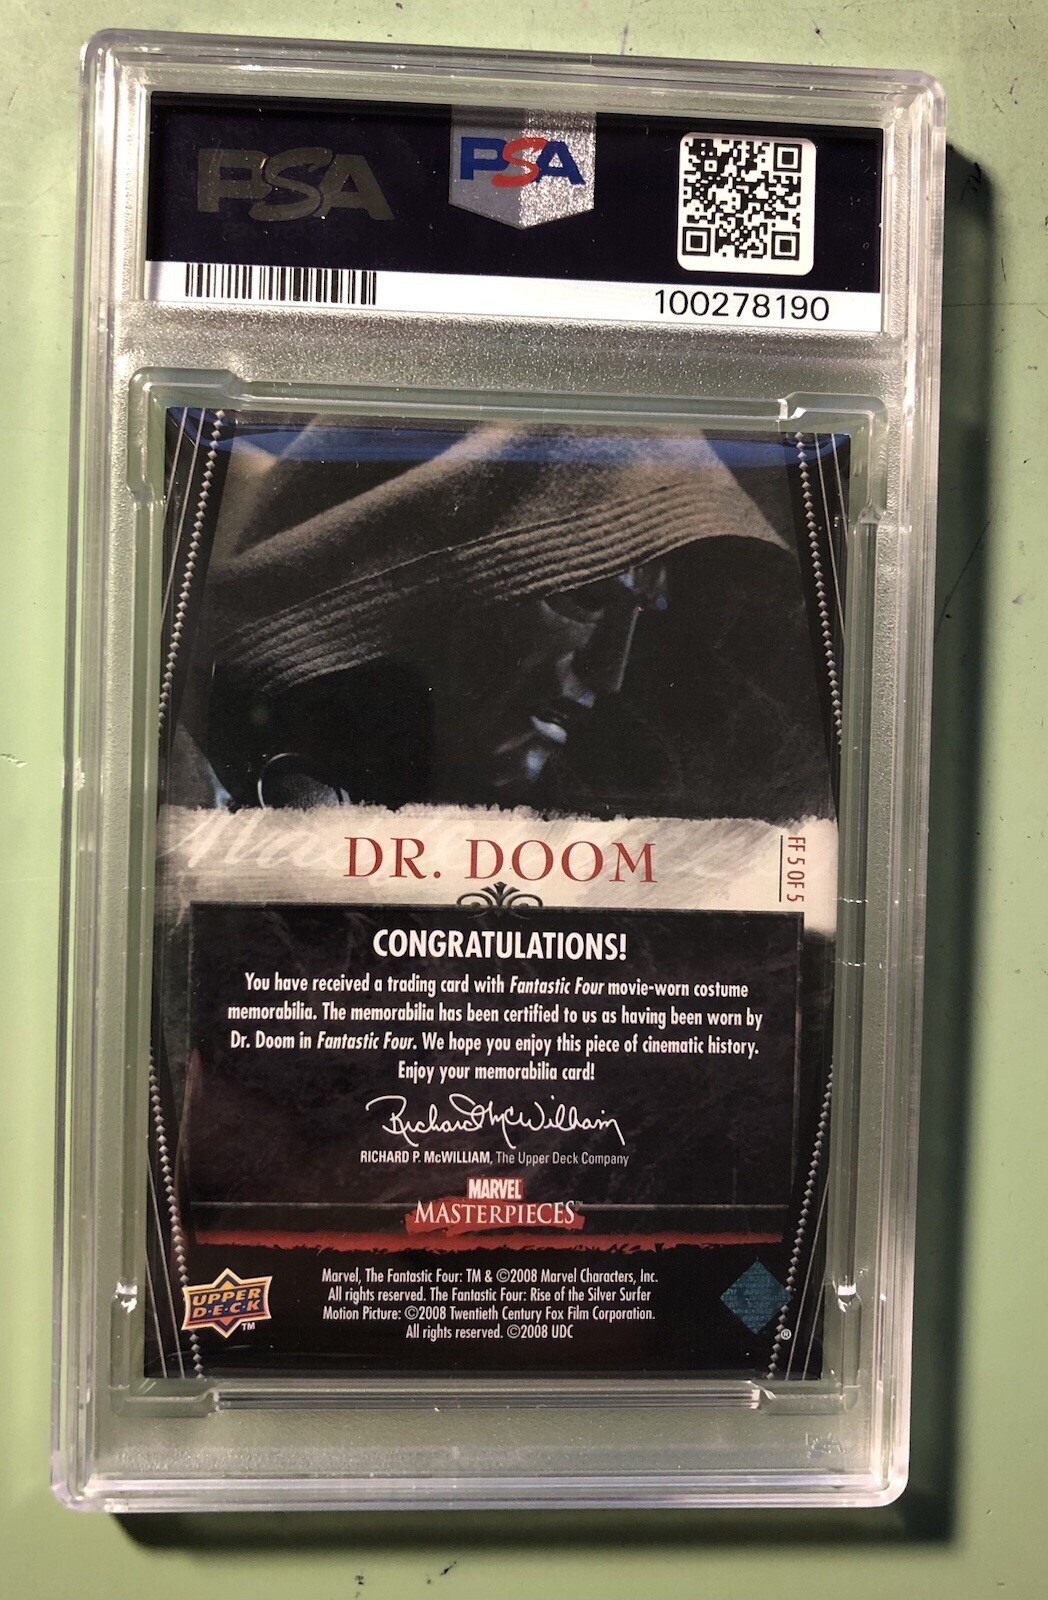 PSA
PSA
100278190
DR. DOOM
FF 5 OF 5
CONGRATULATIONS!
You have received a trading card with Fantastic Four movie-worn costume
memorabilia. The memorabilia has been certified to us as having been worn by
Dr. Doom in Fantastic Four. We hope you enjoy this piece of cinematic history.
Enjoy your memorabilia card!
Richard McWilliam
RICHARD P. McWILLIAM, The Upper Deck Company
MARVEL
MASTERPIECES™
UPPER
D·E·C·K
TM
Marvel, The Fantastic Four: TM & ©2008 Marvel Characters, Inc.
All rights reserved. The Fantastic Four: Rise of the Silver Surfer
Motion Picture: ©2008 Twentieth Century Fox Film Corporation.
All rights reserved. ©2008 UDC
®